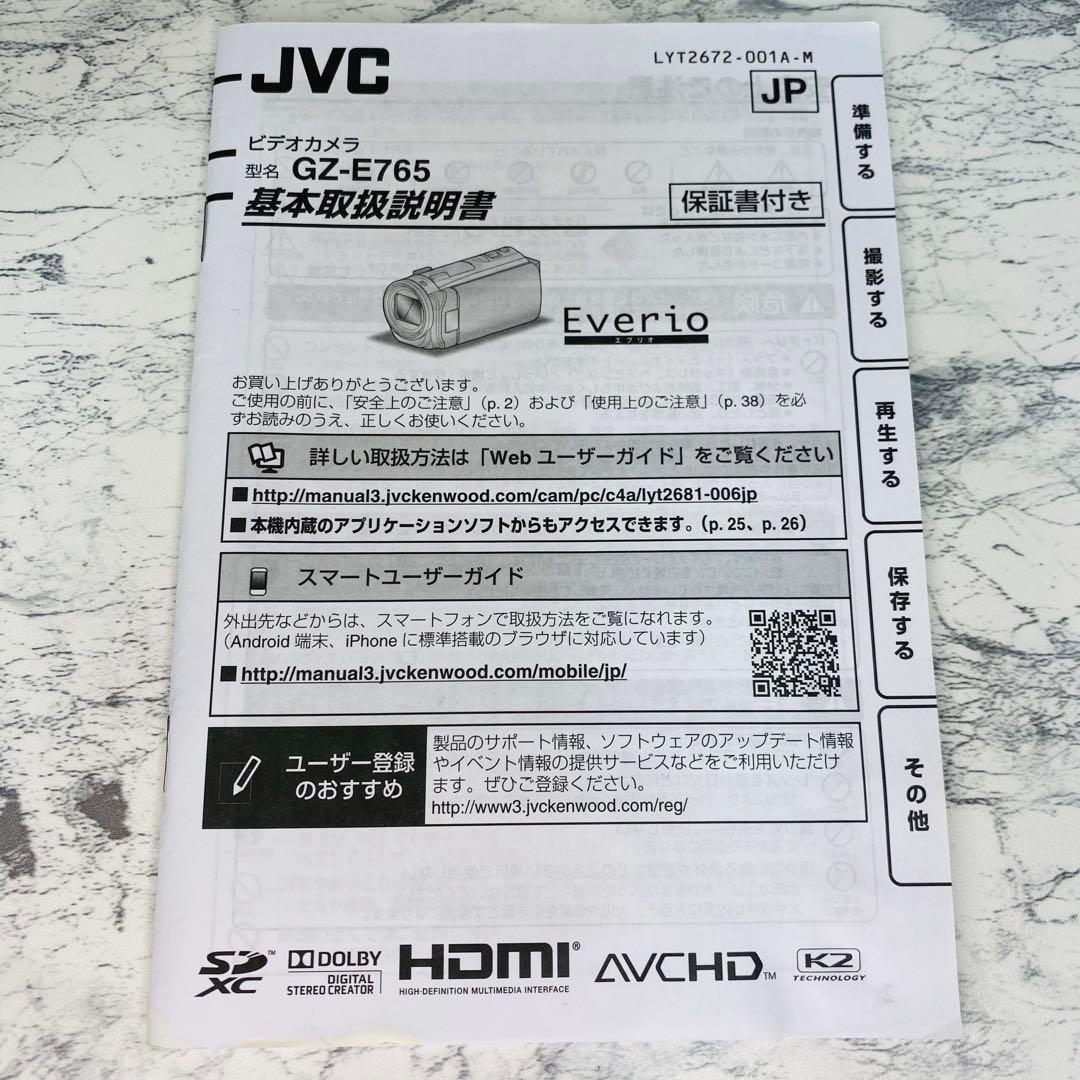 JVC
LYT2672-001A-M
JP
ビデオカメラ
型名 GZ-E765
基本取扱説明書
保証書付き
Everio
エブリオ
お買い上げありがとうございます。
ご使用の前に、「安全上のご注意」(p. 2) および「使用上のご注意」(p. 38) を必
ずお読みのうえ、正しくお使いください。
詳しい取扱方法は「Web ユーザーガイド」をご覧ください
■ http://manual3.jvckenwood.com/cam/pc/c4a/lyt2681-006jp
■ 本機内蔵のアプリケーションソフトからもアクセスできます。(p. 25、p. 26)
スマートユーザーガイド
外出先などからは、スマートフォンで取扱方法をご覧になれます。
(Android 端末、iPhone に標準搭載のブラウザに対応しています)
■ http://manual3.jvckenwood.com/mobile/jp/
ユーザー登録
のおすすめ
製品のサポート情報、ソフトウェアのアップデート情報
やイベント情報の提供サービスなどをご利用いただけ
ます。ぜひご登録ください。
http://www3.jvckenwood.com/reg/
準備する
撮影する
再生する
保存する
その他
SD XC ™
DOLBY
DIGITAL
STEREO CREATOR
HDMI®
HIGH-DEFINITION MULTIMEDIA INTERFACE
AVCHD™
K2
TECHNOLOGY